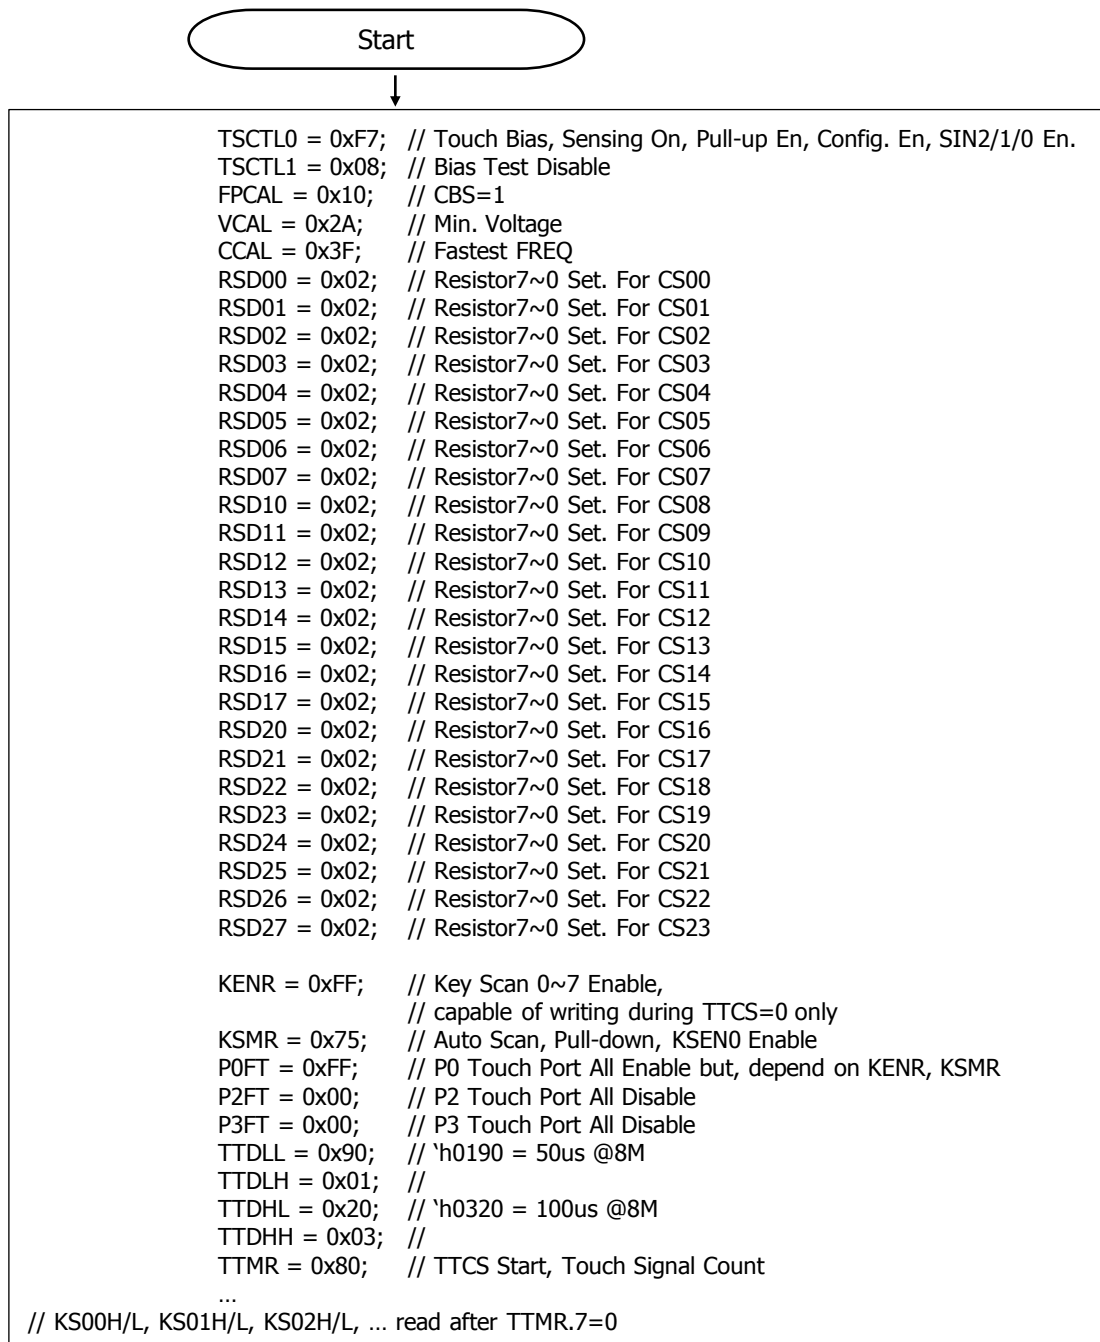 Start
TSCTL0 = 0xF7; // Touch Bias, Sensing On, Pull-up En, Config. En, SIN2/1/0 En.
TSCTL1 = 0x08; // Bias Test Disable
FPCAL = 0x10; // CBS=1
VCAL = 0x2A; // Min. Voltage
CCAL = 0x3F; // Fastest FREQ
RSD00 = 0x02; // Resistor7~0 Set. For CS00
RSD01 = 0x02; // Resistor7~0 Set. For CS01
RSD02 = 0x02; // Resistor7~0 Set. For CS02
RSD03 = 0x02; // Resistor7~0 Set. For CS03
RSD04 = 0x02; // Resistor7~0 Set. For CS04
RSD05 = 0x02; // Resistor7~0 Set. For CS05
RSD06 = 0x02; // Resistor7~0 Set. For CS06
RSD07 = 0x02; // Resistor7~0 Set. For CS07
RSD10 = 0x02; // Resistor7~0 Set. For CS08
RSD11 = 0x02; // Resistor7~0 Set. For CS09
RSD12 = 0x02; // Resistor7~0 Set. For CS10
RSD13 = 0x02; // Resistor7~0 Set. For CS11
RSD14 = 0x02; // Resistor7~0 Set. For CS12
RSD15 = 0x02; // Resistor7~0 Set. For CS13
RSD16 = 0x02; // Resistor7~0 Set. For CS14
RSD17 = 0x02; // Resistor7~0 Set. For CS15
RSD20 = 0x02; // Resistor7~0 Set. For CS16
RSD21 = 0x02; // Resistor7~0 Set. For CS17
RSD22 = 0x02; // Resistor7~0 Set. For CS18
RSD23 = 0x02; // Resistor7~0 Set. For CS19
RSD24 = 0x02; // Resistor7~0 Set. For CS20
RSD25 = 0x02; // Resistor7~0 Set. For CS21
RSD26 = 0x02; // Resistor7~0 Set. For CS22
RSD27 = 0x02; // Resistor7~0 Set. For CS23
KENR = 0xFF; // Key Scan 0~7 Enable,
// capable of writing during TTCS=0 only
KSMR = 0x75; // Auto Scan, Pull-down, KSEN0 Enable
P0FT = 0xFF; // P0 Touch Port All Enable but, depend on KENR, KSMR
P2FT = 0x00; // P2 Touch Port All Disable
P3FT = 0x00; // P3 Touch Port All Disable
TTDLL = 0x90; // ‘h0190 = 50us @8M
TTDLH = 0x01; //
TTDHL = 0x20; // ‘h0320 = 100us @8M
TTDHH = 0x03; //
TTMR = 0x80; // TTCS Start, Touch Signal Count
…
// KS00H/L, KS01H/L, KS02H/L, … read after TTMR.7=0